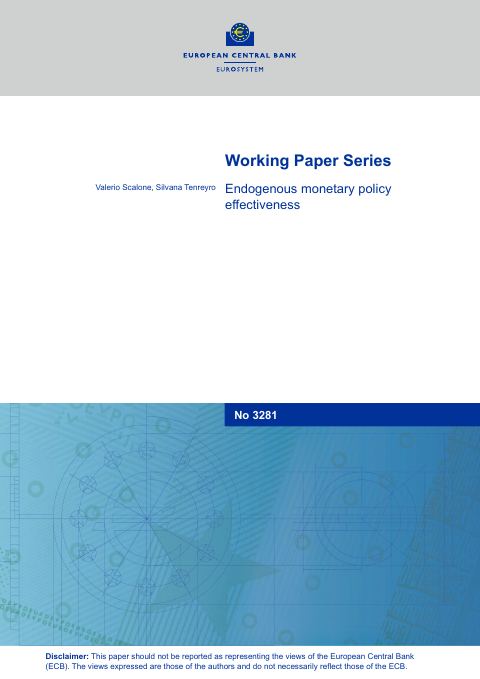 EUROPEAN CENTRAL BANK
EUROSYSTEM
Working Paper Series
Valerio Scalone, Silvana Tenreyro
Endogenous monetary policy
effectiveness
No 3281
Disclaimer: This paper should not be reported as representing the views of the European Central Bank
(ECB). The views expressed are those of the authors and do not necessarily reflect those of the ECB.